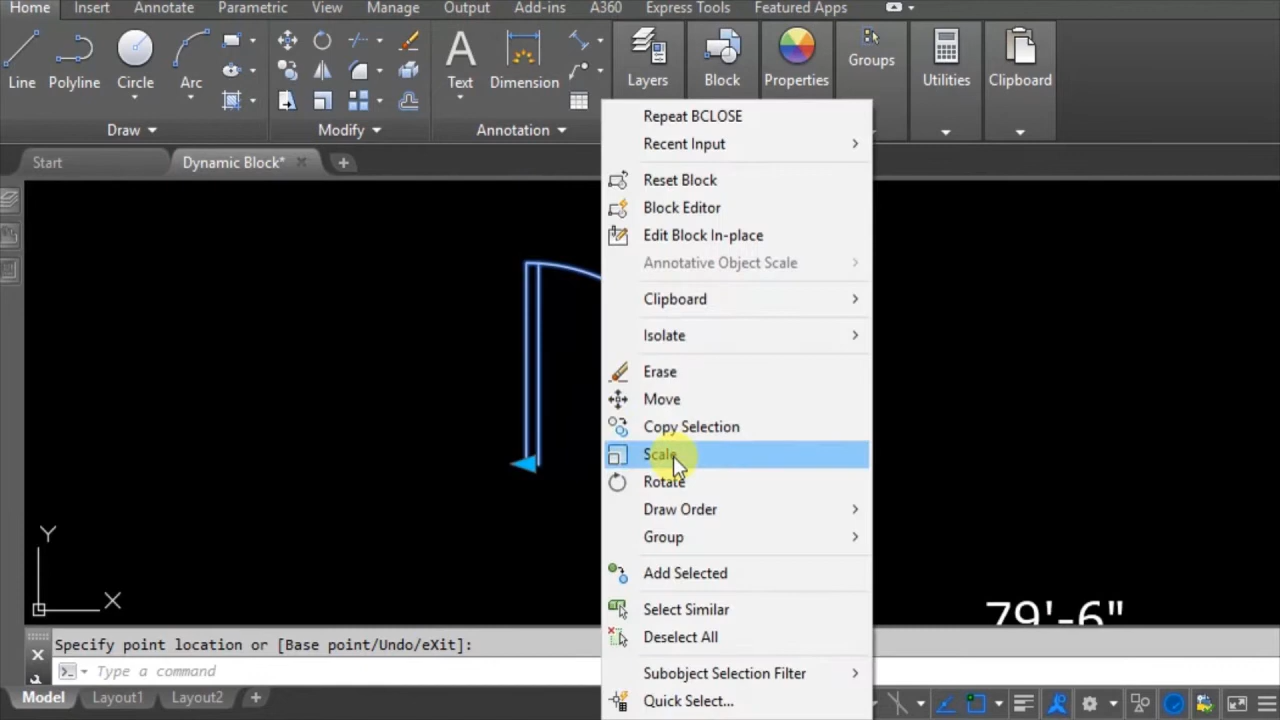 Home Insert Annotate Parametric View Manage Output Add-ins A360 Express Tools Featured Apps
Line Polyline Circle Arc Text Dimension Layers Block Properties Groups Utilities Clipboard
Draw Modify Annotation
Start Dynamic Block* +
Repeat BCLOSE
Recent Input
Reset Block
Block Editor
Edit Block In-place
Annotative Object Scale
Clipboard
Isolate
Erase
Move
Copy Selection
Scale
Rotate
Draw Order
Group
Add Selected
Select Similar
Deselect All
Subobject Selection Filter
Quick Select...
Y
X
79'-6"
Specify point location or [Base point/Undo/eXit]:
Type a command
Model Layout1 Layout2 +